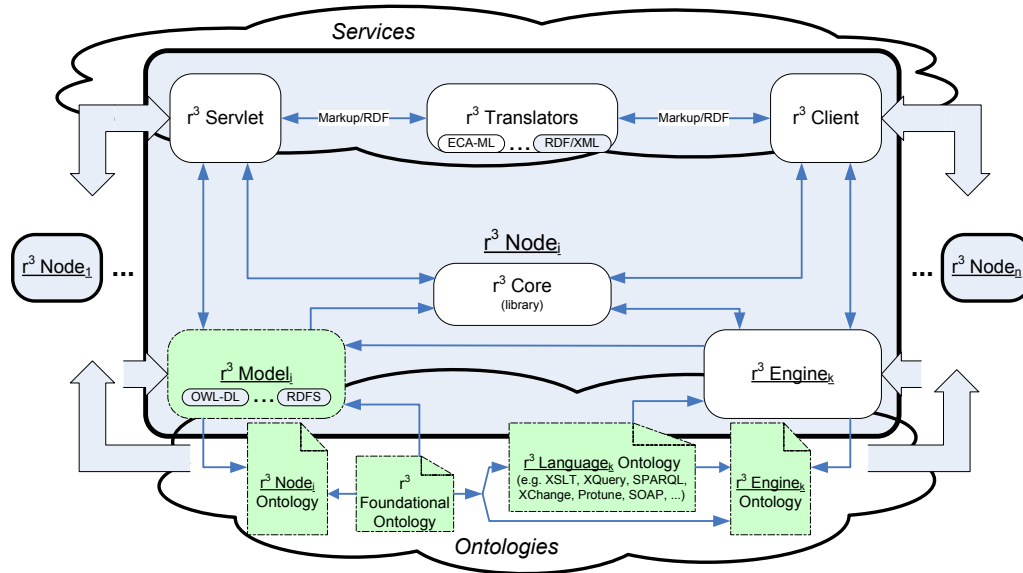 Services
r³ Servlet
Markup/RDF
r³ Translators
ECA-ML ... RDF/XML
Markup/RDF
r³ Client
r³ Nodeᵢ
r³ Node₁ ...
... r³ Nodeₙ
r³ Core
(library)
r³ Modelᵢ
OWL-DL ... RDFS
r³ Engineₖ
r³ Nodeᵢ
Ontology
r³
Foundational
Ontology
r³ Languageₖ Ontology
(e.g. XSLT, XQuery, SPARQL,
XChange, Protune, SOAP, ...)
r³ Engineₖ
Ontology
Ontologies